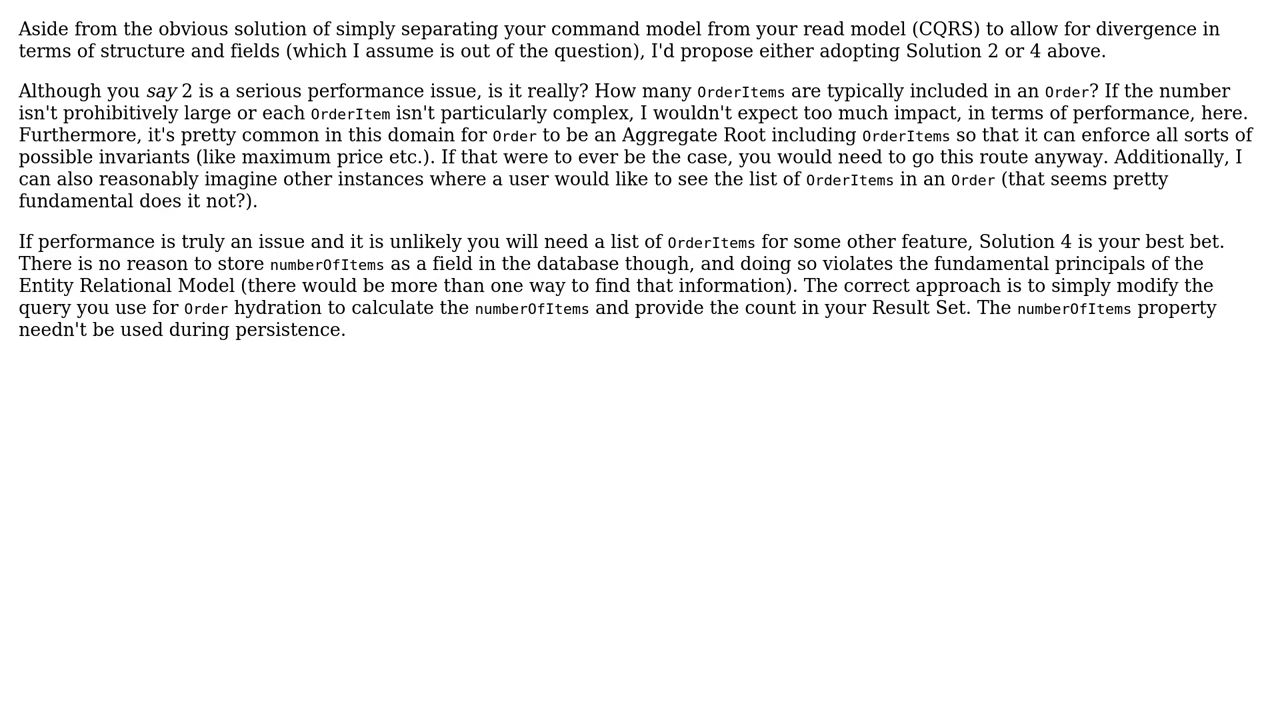 Aside from the obvious solution of simply separating your command model from your read model (CQRS) to allow for divergence in
terms of structure and fields (which I assume is out of the question), I'd propose either adopting Solution 2 or 4 above.
Although you say 2 is a serious performance issue, is it really? How many OrderItems are typically included in an Order? If the number
isn't prohibitively large or each OrderItem isn't particularly complex, I wouldn't expect too much impact, in terms of performance, here.
Furthermore, it's pretty common in this domain for Order to be an Aggregate Root including OrderItems so that it can enforce all sorts of
possible invariants (like maximum price etc.). If that were to ever be the case, you would need to go this route anyway. Additionally, I
can also reasonably imagine other instances where a user would like to see the list of OrderItems in an Order (that seems pretty
fundamental does it not?).
If performance is truly an issue and it is unlikely you will need a list of OrderItems for some other feature, Solution 4 is your best bet.
There is no reason to store numberOfItems as a field in the database though, and doing so violates the fundamental principals of the
Entity Relational Model (there would be more than one way to find that information). The correct approach is to simply modify the
query you use for Order hydration to calculate the numberOfItems and provide the count in your Result Set. The numberOfItems property
needn't be used during persistence.